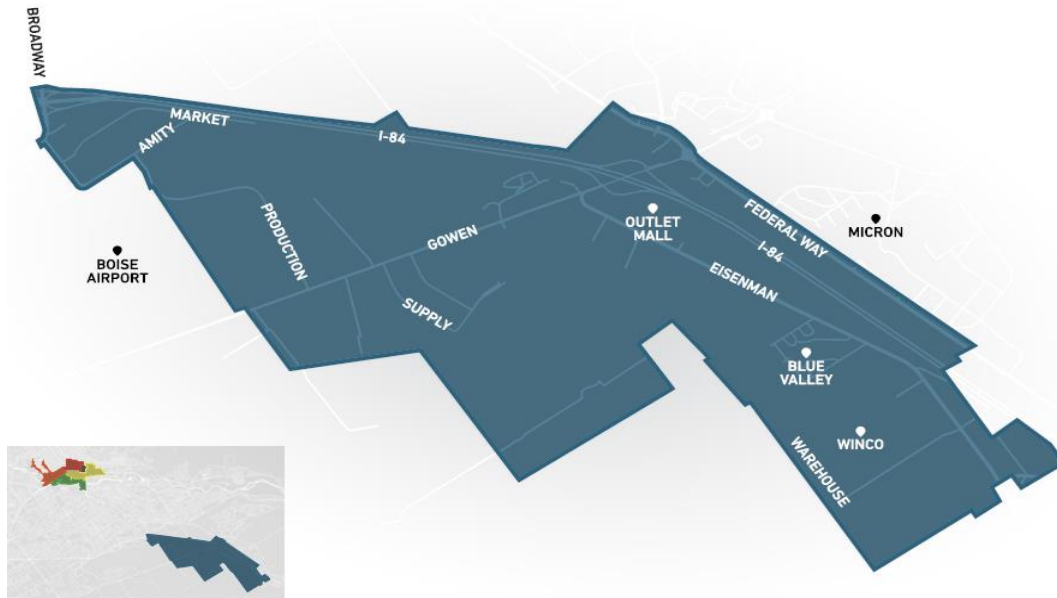 BROADWAY
MARKET
AMITY
I-84
PRODUCTION
GOWEN
SUPPLY
BOISE
AIRPORT
OUTLET
MALL
FEDERAL WAY
I-84
MICRON
EISENMAN
BLUE
VALLEY
WINCO
WAREHOUSE